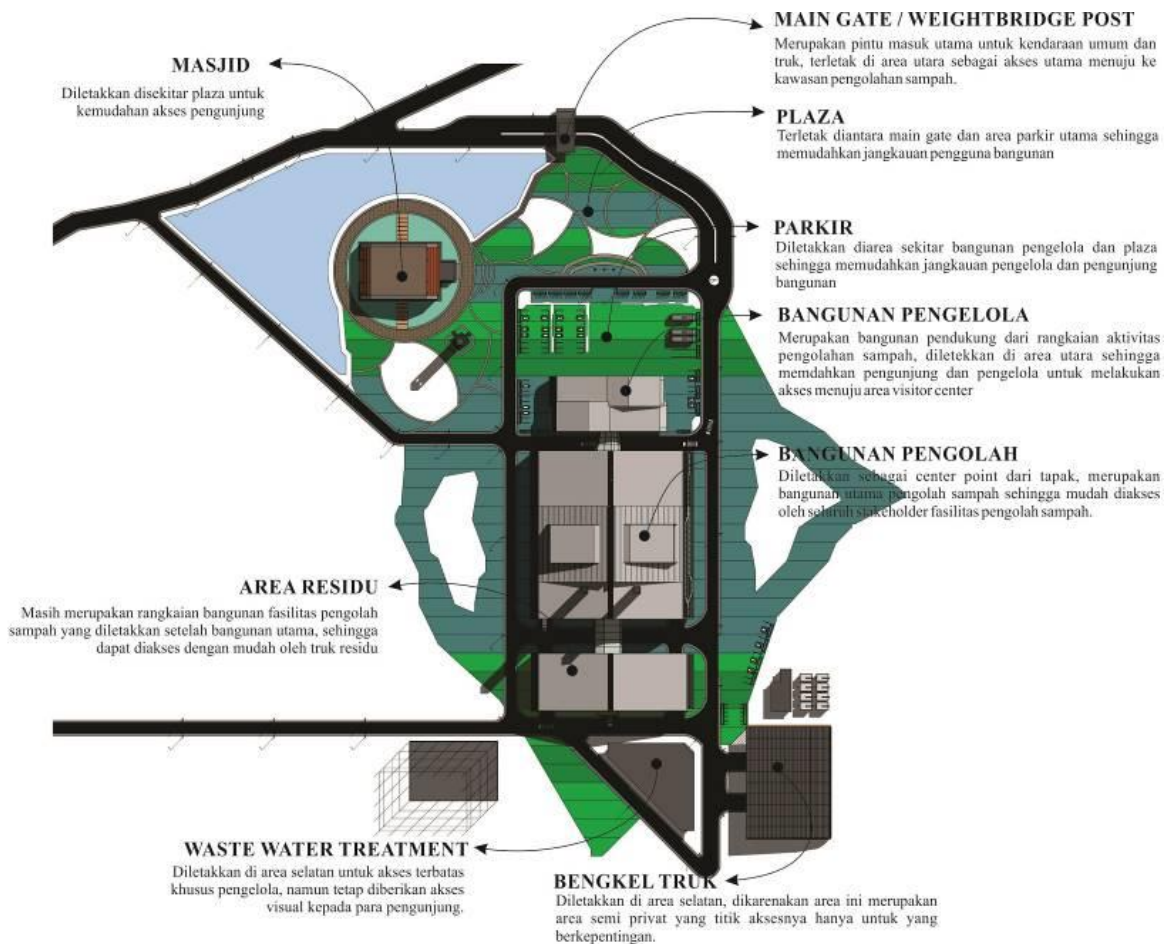 MAIN GATE / WEIGHTBRIDGE POST
Merupakan pintu masuk utama untuk kendaraan umum dan
truk, terletak di area utara sebagai akses utama menuju ke
kawasan pengolahan sampah.
MASJID
Diletakkan disekitar plaza untuk
kemudahan akses pengunjung
PLAZA
Terletak diantara main gate dan area parkir utama sehingga
memudahkan jangkauan pengguna bangunan
PARKIR
Diletakkan diarea sekitar bangunan pengelola dan plaza
sehingga memudahkan jangkauan pengelola dan pengunjung
bangunan
BANGUNAN PENGELOLA
Merupakan bangunan pendukung dari rangkaian aktivitas
pengolahan sampah, diletekkan di area utara sehingga
memdahkan pengunjung dan pengelola untuk melakukan
akses menuju area visitor center
BANGUNAN PENGOLAH
Diletakkan sebagai center point dari tapak, merupakan
bangunan utama pengolah sampah sehingga mudah diakses
oleh seluruh stakeholder fasilitas pengolah sampah.
AREA RESIDU
Masih merupakan rangkaian bangunan fasilitas pengolah
sampah yang diletakkan setelah bangunan utama, sehingga
dapat diakses dengan mudah oleh truk residu
WASTE WATER TREATMENT
Diletakkan di area selatan untuk akses terbatas
khusus pengelola, namun tetap diberikan akses
visual kepada para pengunjung.
BENGKEL TRUK
Diletakkan di area selatan, dikarenakan area ini merupakan
area semi privat yang titik aksesnya hanya untuk yang
berkepentingan.